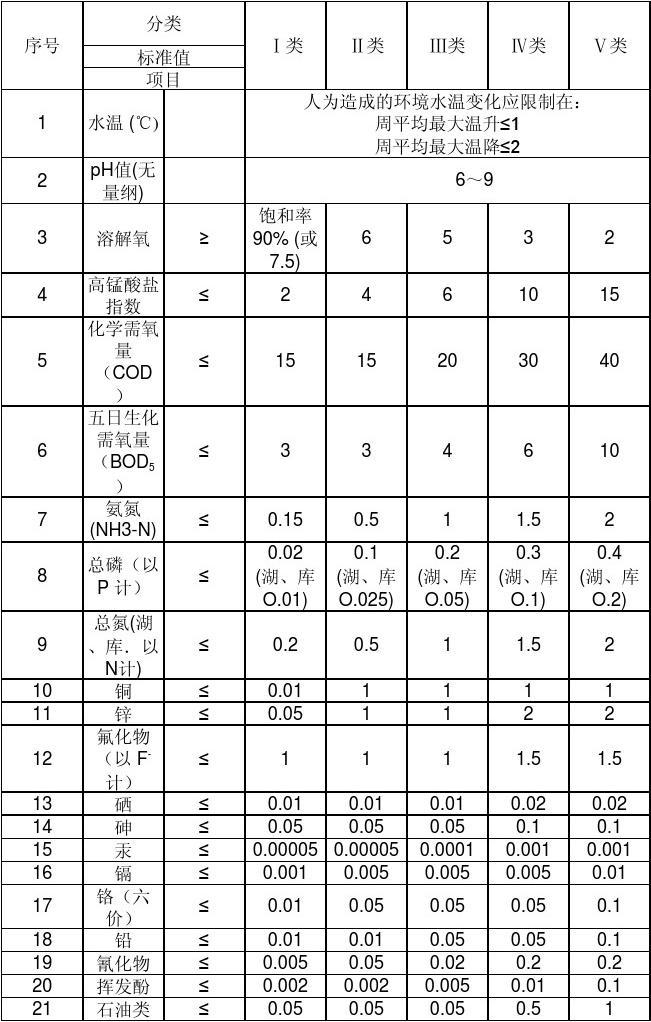 序号 分类 Ⅰ类 Ⅱ类 Ⅲ类 Ⅳ类 Ⅴ类
标准值
项目
1 水温 (℃) 人为造成的环境水温变化应限制在：
周平均最大温升≤1
周平均最大温降≤2
2 pH值(无
量纲) 6～9
3 溶解氧 ≥ 饱和率
90% (或
7.5) 6 5 3 2
4 高锰酸盐
指数 ≤ 2 4 6 10 15
5 化学需氧
量
（COD
） ≤ 15 15 20 30 40
6 五日生化
需氧量
（BOD₅
） ≤ 3 3 4 6 10
7 氨氮
(NH3-N) ≤ 0.15 0.5 1 1.5 2
8 总磷（以
P 计） ≤ 0.02 0.1 0.2 0.3 0.4
(湖、库 (湖、库 (湖、库 (湖、库 (湖、库
O.01) O.025) O.05) O.1) O.2)
9 总氮(湖
、库．以
N计) ≤ 0.2 0.5 1 1.5 2
10 铜 ≤ 0.01 1 1 1 1
11 锌 ≤ 0.05 1 1 2 2
12 氟化物
（以 F⁻
计） ≤ 1 1 1 1.5 1.5
13 硒 ≤ 0.01 0.01 0.01 0.02 0.02
14 砷 ≤ 0.05 0.05 0.05 0.1 0.1
15 汞 ≤ 0.00005 0.00005 0.0001 0.001 0.001
16 镉 ≤ 0.001 0.005 0.005 0.005 0.01
17 铬（六
价） ≤ 0.01 0.05 0.05 0.05 0.1
18 铅 ≤ 0.01 0.01 0.05 0.05 0.1
19 氰化物 ≤ 0.005 0.05 0.02 0.2 0.2
20 挥发酚 ≤ 0.002 0.002 0.005 0.01 0.1
21 石油类 ≤ 0.05 0.05 0.05 0.5 1